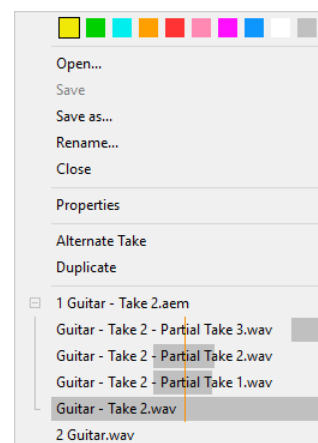 Open...
Save
Save as...
Rename...
Close
Properties
Alternate Take
Duplicate
1 Guitar - Take 2.aem
Guitar - Take 2 - Partial Take 3.wav
Guitar - Take 2 - Partial Take 2.wav
Guitar - Take 2 - Partial Take 1.wav
Guitar - Take 2.wav
2 Guitar.wav